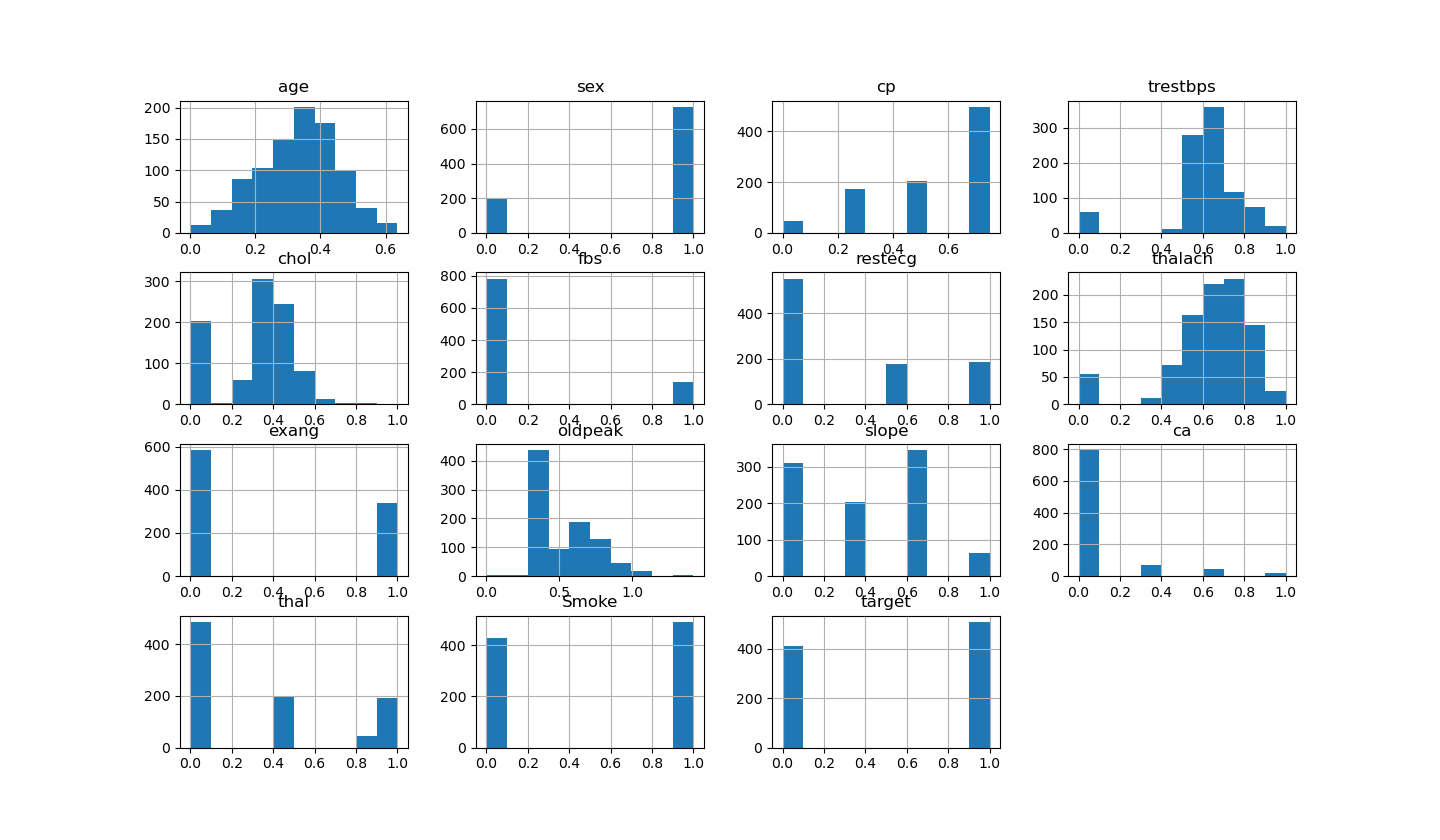 age sex cp trestbps
200 150 100 50 0
0.0 0.2 0.4 0.6
600 400 200 0
0.0 0.2 0.4 0.6 0.8 1.0
400 200 0
0.0 0.2 0.4 0.6
300 200 100 0
0.0 0.2 0.4 0.6 0.8 1.0
chol fbs restecg thalach
300 200 100 0
0.0 0.2 0.4 0.6 0.8 1.0
800 600 400 200 0
0.0 0.2 0.4 0.6 0.8 1.0
400 200 0
0.0 0.2 0.4 0.6 0.8 1.0
200 150 100 50 0
0.0 0.2 0.4 0.6 0.8 1.0
exang oldpeak slope ca
600 400 200 0
0.0 0.2 0.4 0.6 0.8 1.0
400 300 200 100 0
0.0 0.5 1.0
300 200 100 0
0.0 0.2 0.4 0.6 0.8 1.0
800 600 400 200 0
0.0 0.2 0.4 0.6 0.8 1.0
thal Smoke target
400 200 0
0.0 0.2 0.4 0.6 0.8 1.0
400 200 0
0.0 0.2 0.4 0.6 0.8 1.0
400 200 0
0.0 0.2 0.4 0.6 0.8 1.0